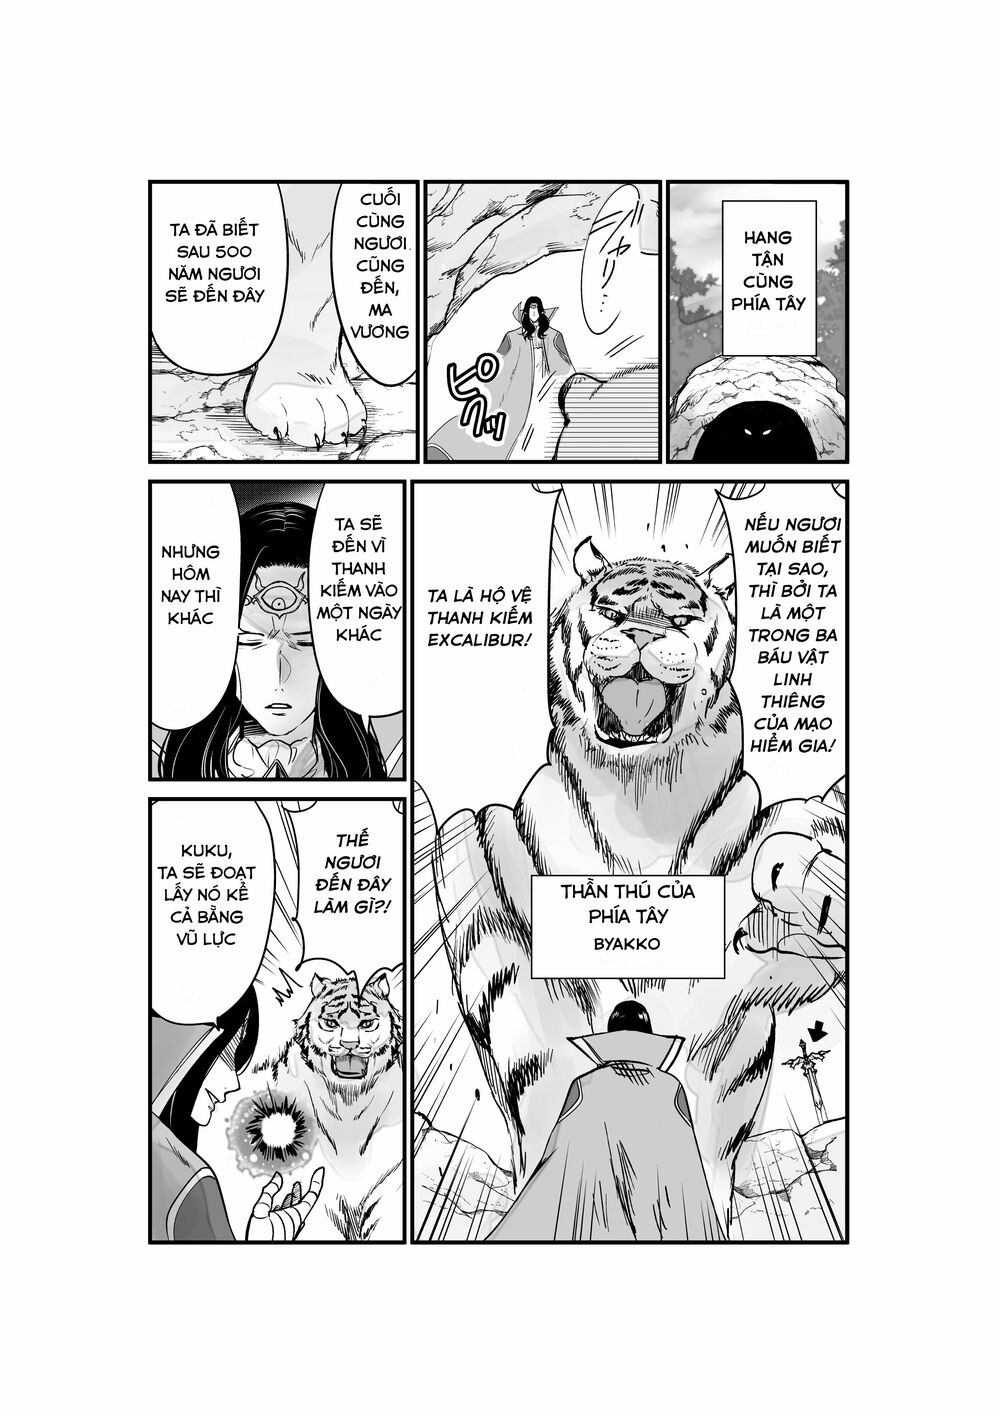 HANG
TẬN
CÙNG
PHÍA TÂY
ピクッ
CUỐI
CÙNG
NGƯƠI
CŨNG
ĐẾN,
MA
VƯƠNG
TA ĐÃ BIẾT
SAU 500
NĂM NGƯƠI
SẼ ĐẾN ĐÂY
NẾU NGƯƠI
MUỐN BIẾT
TẠI SAO,
THÌ BỞI TA
LÀ MỘT
TRONG BA
BÁU VẬT
LINH
THIÊNG
CỦA MẠO
HIỂM GIA!
TA LÀ HỘ VỆ
THANH KIẾM
EXCALIBUR!
THẦN THÚ CỦA
PHÍA TÂY
BYAKKO
TA SẼ
ĐẾN VÌ
THANH
KIẾM VÀO
MỘT NGÀY
KHÁC
NHƯNG
HÔM
NAY THÌ
KHÁC
THẾ
NGƯƠI
ĐẾN ĐÂY
LÀM GÌ?!
KUKU,
TA SẼ ĐOẠT
LẤY NÓ KỂ
CẢ BẰNG
VŨ LỰC